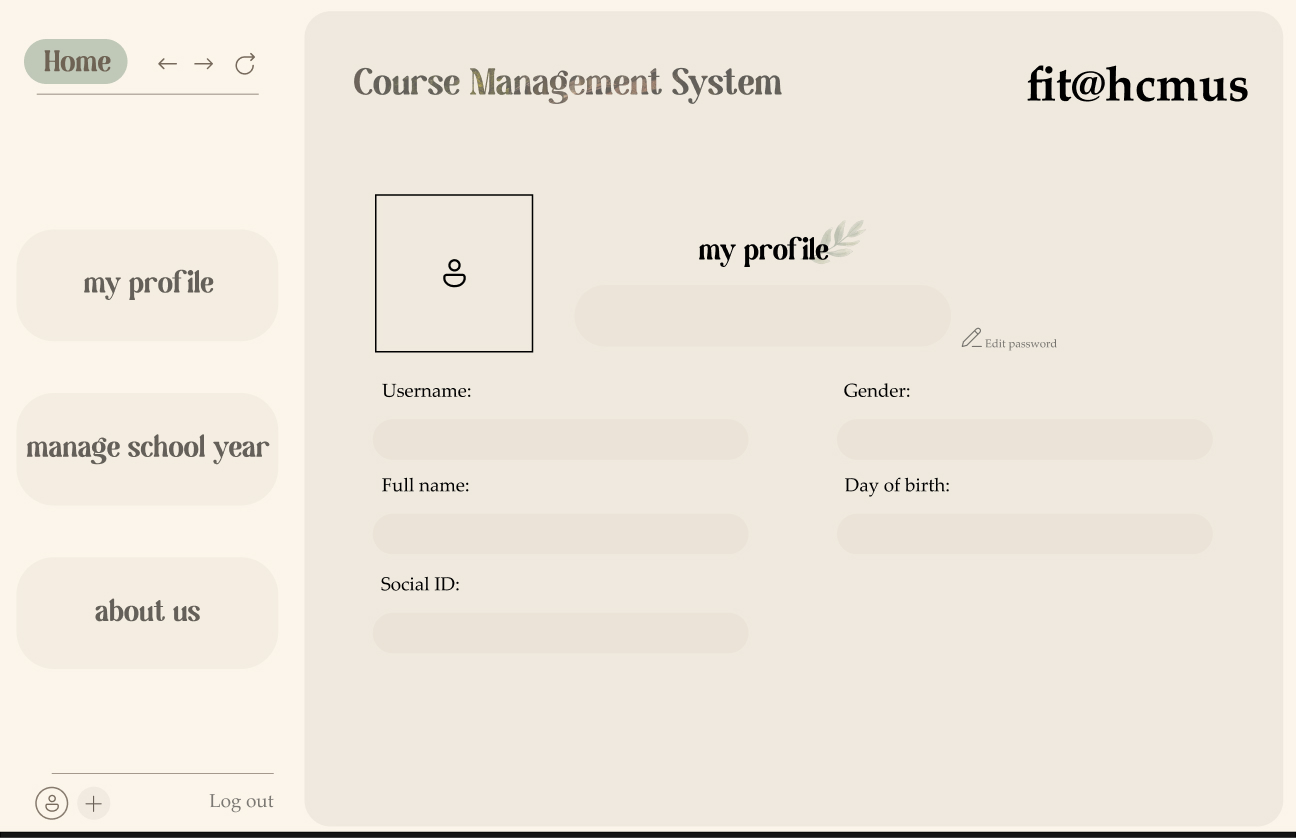 Home
Course Management System
fit@hcmus
my profile
manage school year
about us
Log out
my profile
Edit password
Username:
Gender:
Full name:
Day of birth:
Social ID: